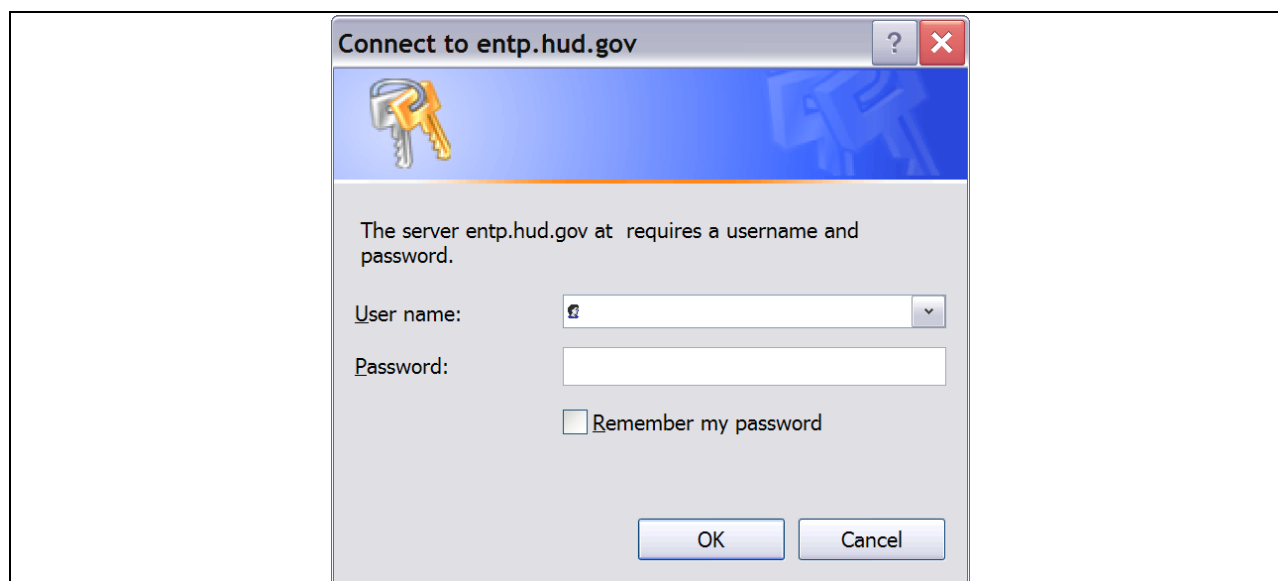 Connect to entp.hud.gov
?
The server entp.hud.gov at  requires a username and
password.
User name:
Password:
Remember my password
OK
Cancel